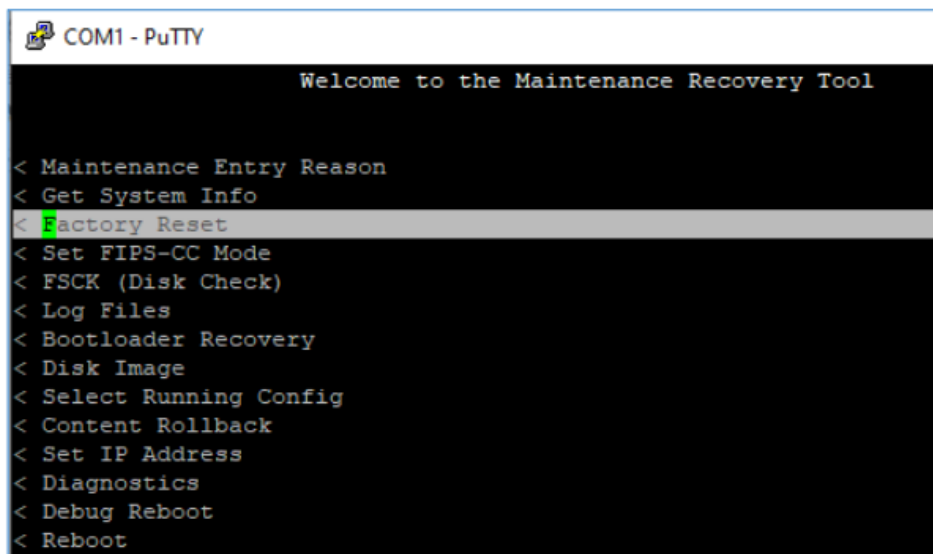 COM1 - PuTTY
Welcome to the Maintenance Recovery Tool
< Maintenance Entry Reason
< Get System Info
< Factory Reset
< Set FIPS-CC Mode
< FSCK (Disk Check)
< Log Files
< Bootloader Recovery
< Disk Image
< Select Running Config
< Content Rollback
< Set IP Address
< Diagnostics
< Debug Reboot
< Reboot